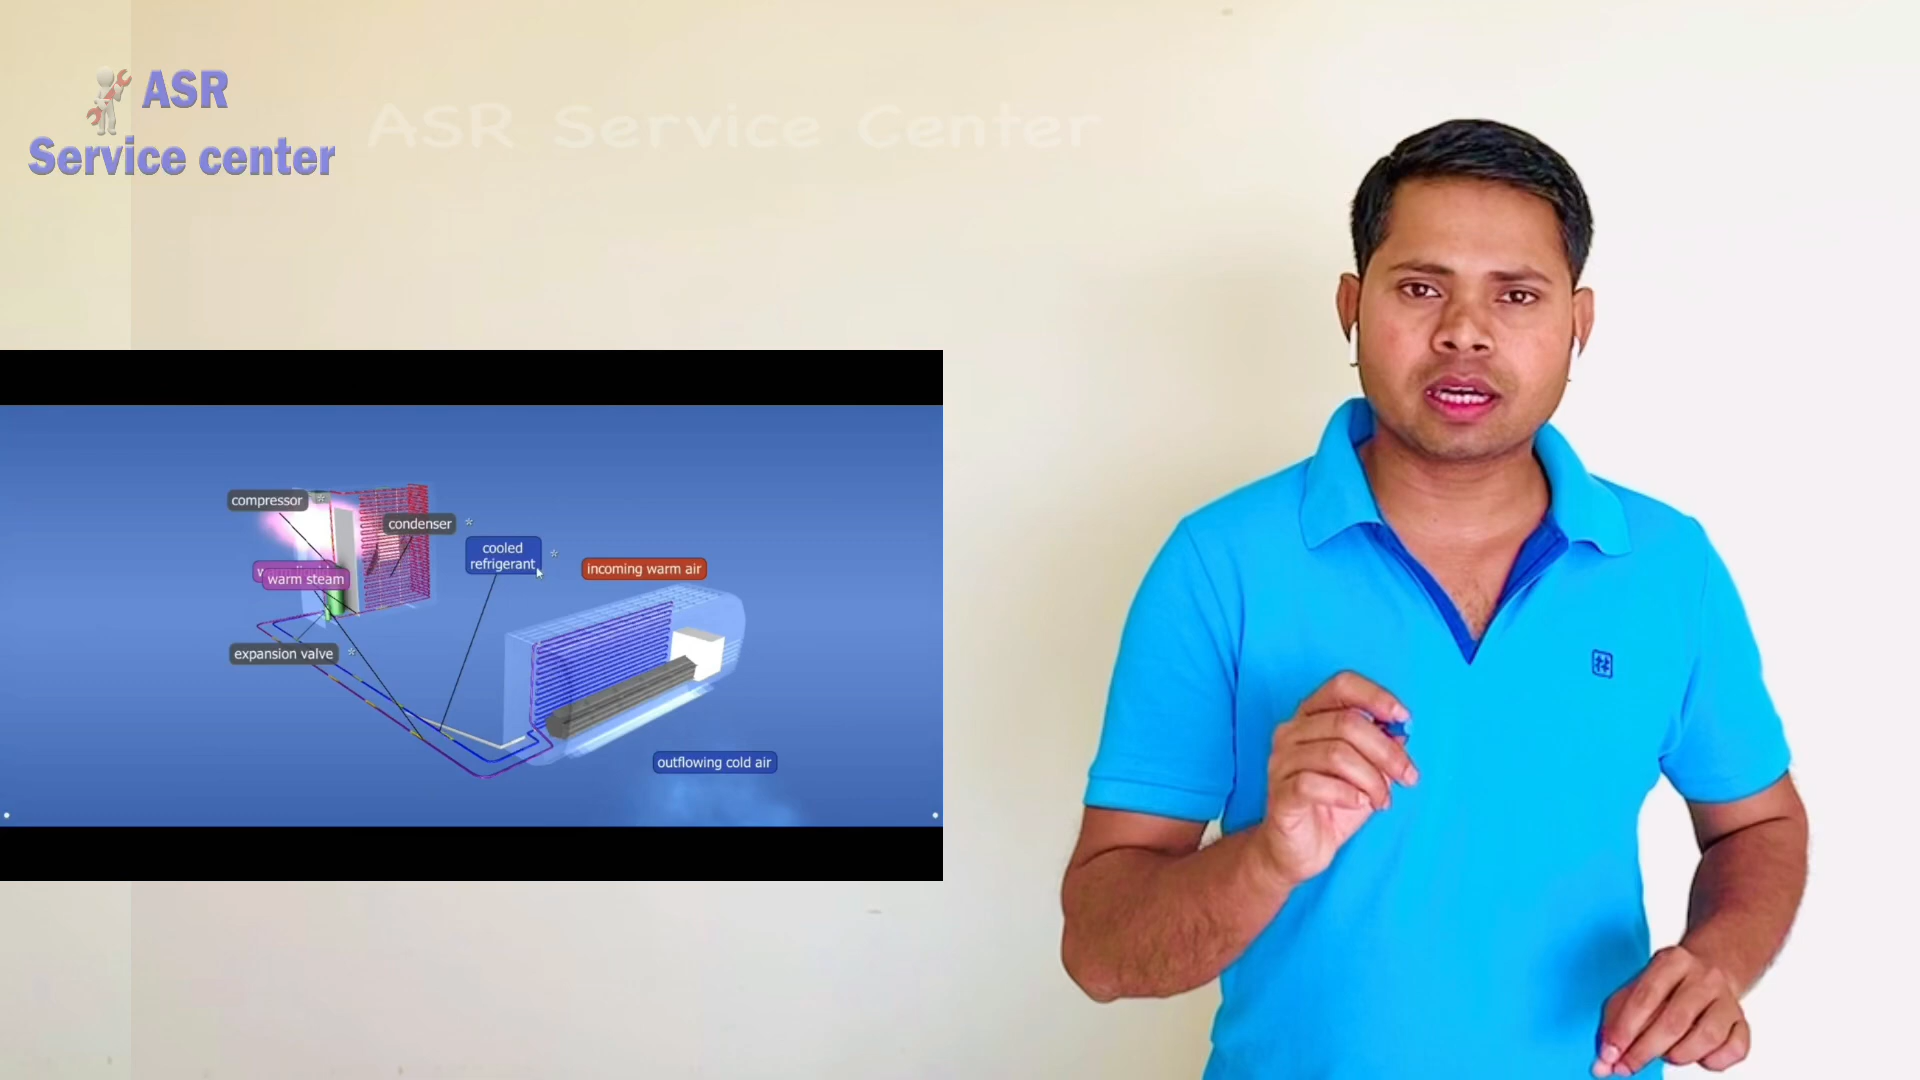 ASR
Service center
ASR Service Center
compressor
condenser
cooled
refrigerant
incoming warm air
warm steam
expansion valve
outflowing cold air